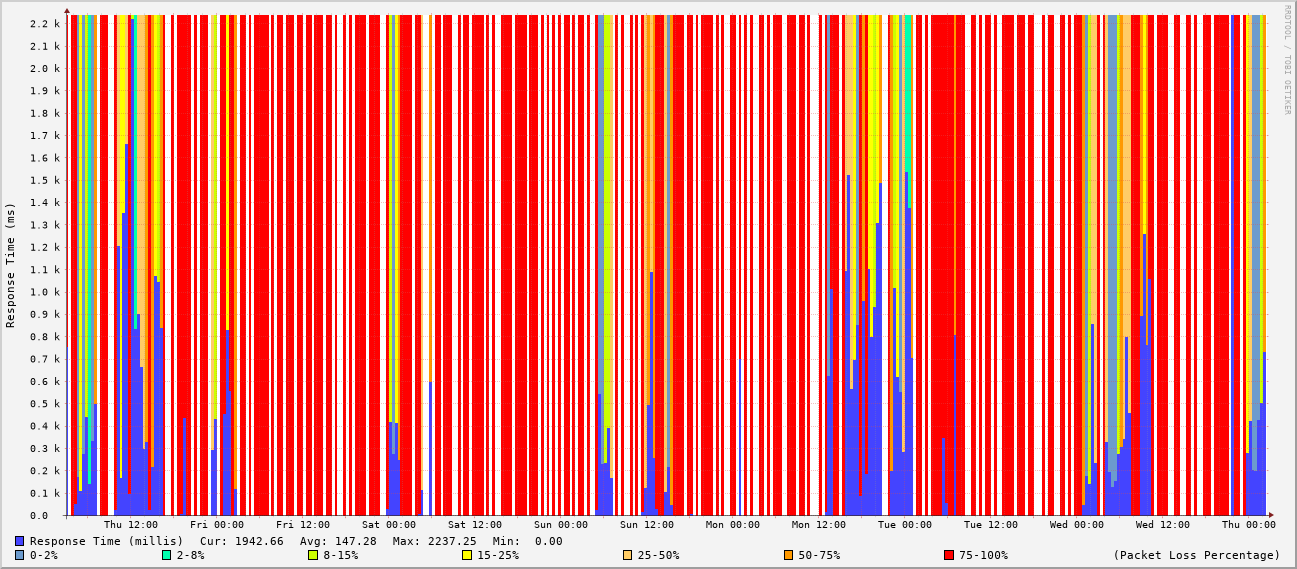 RRDTOOL / TOBI OETIKER
Response Time (ms)
2.2 k
2.1 k
2.0 k
1.9 k
1.8 k
1.7 k
1.6 k
1.5 k
1.4 k
1.3 k
1.2 k
1.1 k
1.0 k
0.9 k
0.8 k
0.7 k
0.6 k
0.5 k
0.4 k
0.3 k
0.2 k
0.1 k
0.0
Thu 12:00 Fri 00:00 Fri 12:00 Sat 00:00 Sat 12:00 Sun 00:00 Sun 12:00 Mon 00:00 Mon 12:00 Tue 00:00 Tue 12:00 Wed 00:00 Wed 12:00 Thu 00:00
Response Time (millis) Cur: 1942.66 Avg: 147.28 Max: 2237.25 Min: 0.00
0-2% 2-8% 8-15% 15-25% 25-50% 50-75% 75-100% (Packet Loss Percentage)